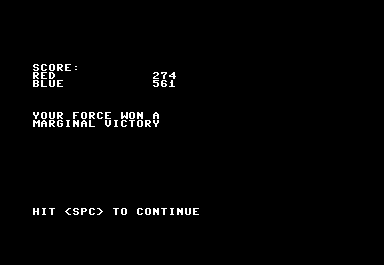 SCORE:
RED 274
BLUE 561
YOUR FORCE WON A
MARGINAL VICTORY
HIT <SPC> TO CONTINUE